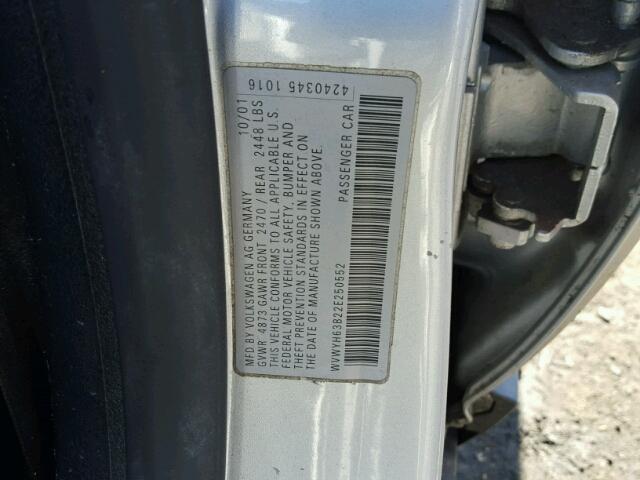 MFD BY VOLKSWAGEN AG GERMANY 10/01
GVWR 4873 GAWR FRONT 2470 / REAR 2448 LBS
THIS VEHICLE CONFORMS TO ALL APPLICABLE U.S.
FEDERAL MOTOR VEHICLE SAFETY, BUMPER AND
THEFT PREVENTION STANDARDS IN EFFECT ON
THE DATE OF MANUFACTURE SHOWN ABOVE.
WVWYH63B22E250552 PASSENGER CAR
4240345 1016